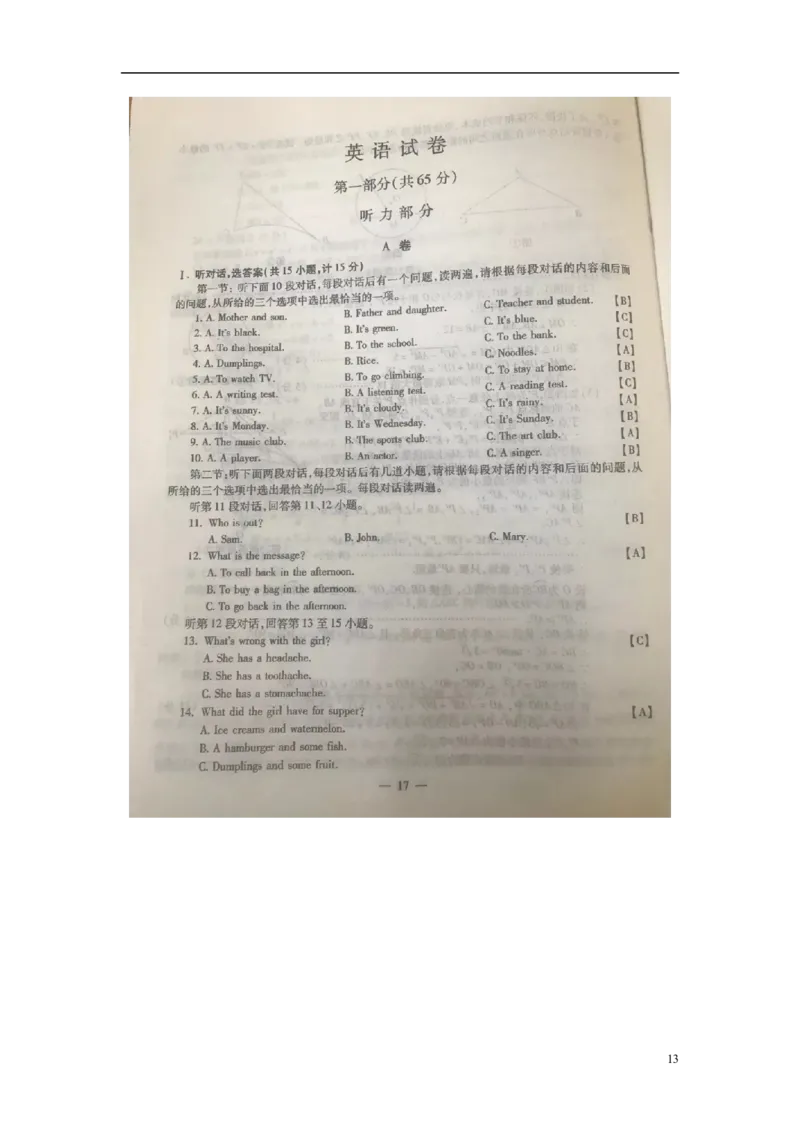 英语试卷
第一部分(共65分)
听力部分
A 卷
Ⅰ. 听对话,选答案(共15小题,计15分)
第一节:听下面10段对话,每段对话后有一个问题,读两遍,请根据每段对话的内容和后面
的问题,从所给的三个选项中选出最恰当的一项。
1. A. Mother and son. B. Father and daughter. C. Teacher and student. 【B】
2. A. It's black. B. It's green. C. It's blue. 【C】
3. A. To the hospital. B. To the school. C. To the bank. 【C】
4. A. Dumplings. B. Rice. C. Noodles. 【A】
5. A. To watch TV. B. To go climbing. C. To stay at home. 【B】
6. A. A writing test. B. A listening test. C. A reading test. 【C】
7. A. It's sunny. B. It's cloudy. C. It's rainy. 【A】
8. A. It's Monday. B. It's Wednesday. C. It's Sunday. 【B】
9. A. The music club. B. The sports club. C. The art club. 【A】
10. A. A player. B. An actor. C. A singer. 【B】
第二节:听下面两段对话,每段对话后有几道小题,请根据每段对话的内容和后面的问题,从
所给的三个选项中选出最恰当的一项。每段对话读两遍。
听第11段对话,回答第11、12小题。
11. Who is out? 【B】
A. Sam. B. John. C. Mary.
12. What is the message? 【A】
A. To call back in the afternoon.
B. To buy a bag in the afternoon.
C. To go back in the afternoon.
听第12段对话,回答第13至15小题。
13. What's wrong with the girl? 【C】
A. She has a headache.
B. She has a toothache.
C. She has a stomachache.
14. What did the girl have for supper? 【A】
A. Ice creams and watermelon.
B. A hamburger and some fish.
C. Dumplings and some fruit.
— 17 —
13